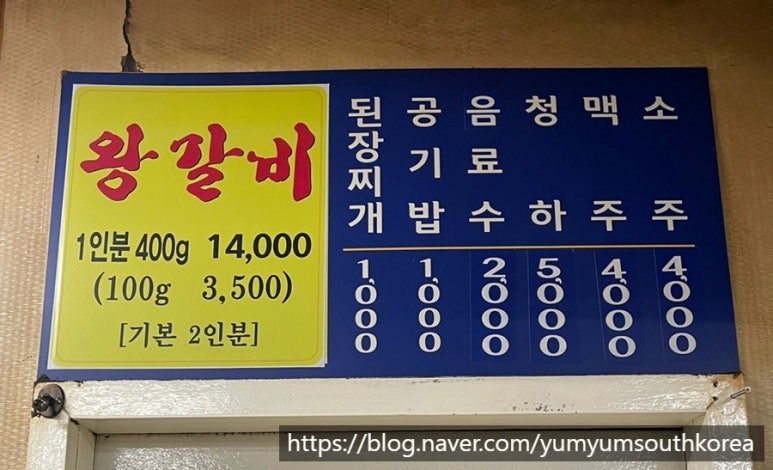 왕갈비
1인분 400g 14,000
(100g 3,500)
[기본 2인분]
된장찌개 1,000
공기밥 1,000
음료수 2,000
청하 5,000
맥주 4,000
소주 4,000
https://blog.naver.com/yumyumsouthkorea